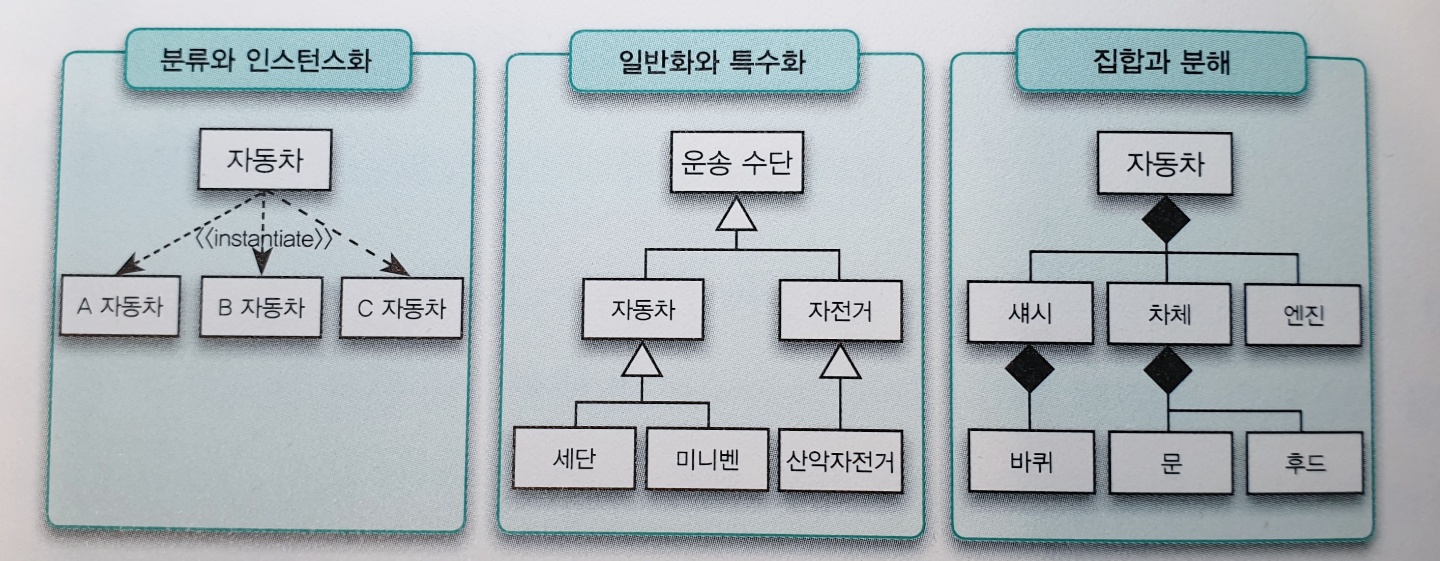 분류와 인스턴스화
자동차
《instantiate》
A 자동차
B 자동차
C 자동차
일반화와 특수화
운송 수단
자동차
자전거
세단
미니벤
산악자전거
집합과 분해
자동차
섀시
차체
엔진
바퀴
문
후드